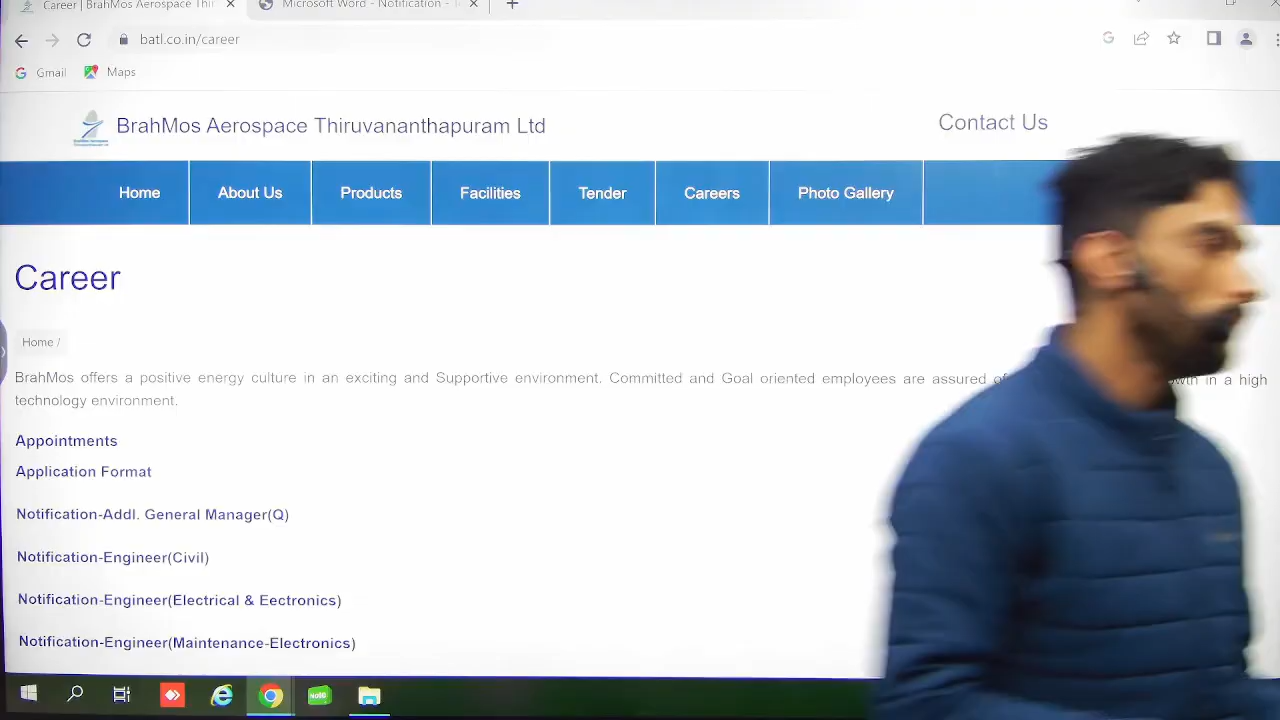 Career | BrahMos Aerospace Thir
Microsoft Word - Notification -
batl.co.in/career
Gmail
Maps
BrahMos Aerospace Thiruvananthapuram Ltd
Contact Us
Home
About Us
Products
Facilities
Tender
Careers
Photo Gallery
Career
Home /
BrahMos offers a positive energy culture in an exciting and Supportive environment. Committed and Goal oriented employees are assured of in a high
technology environment.
Appointments
Application Format
Notification-Addl. General Manager(Q)
Notification-Engineer(Civil)
Notification-Engineer(Electrical & Eectronics)
Notification-Engineer(Maintenance-Electronics)